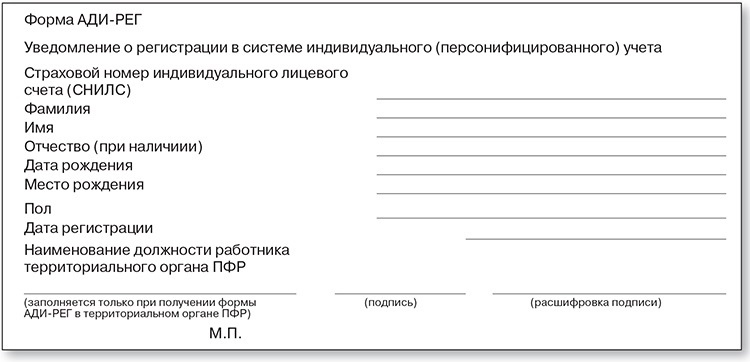 Форма АДИ-РЕГ
Уведомление о регистрации в системе индивидуального (персонифицированного) учета
Страховой номер индивидуального лицевого
счета (СНИЛС)
Фамилия
Имя
Отчество (при наличиии)
Дата рождения
Место рождения
Пол
Дата регистрации
Наименование должности работника
территориального органа ПФР
(заполняется только при получении формы
АДИ-РЕГ в территориальном органе ПФР)
(подпись)
(расшифровка подписи)
М.П.